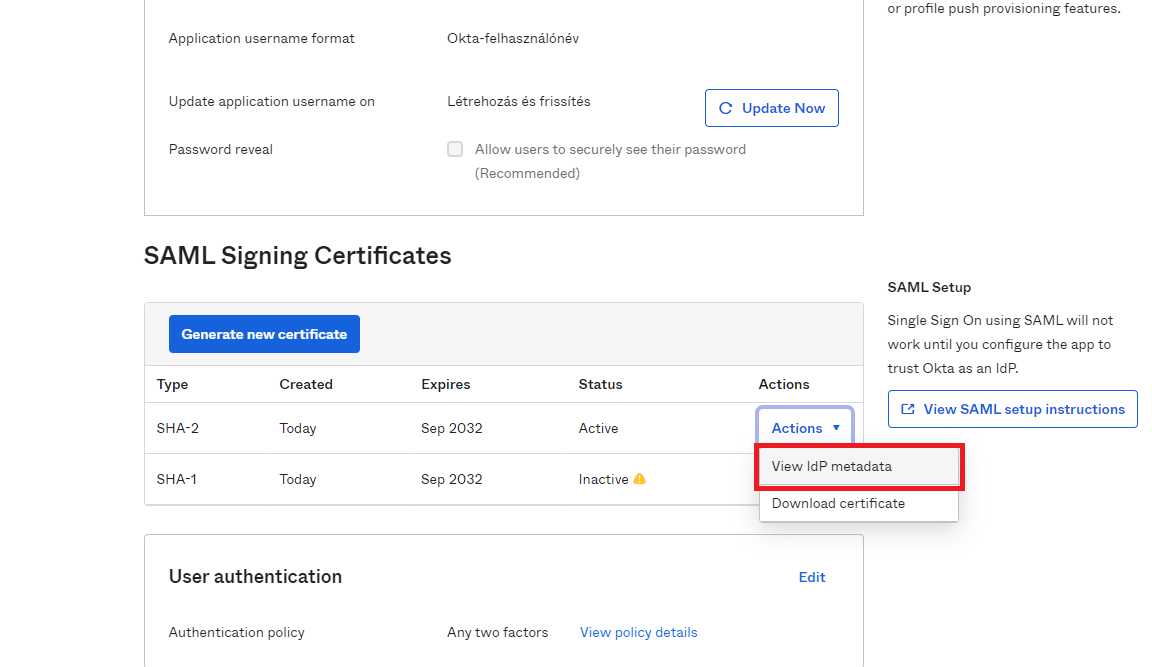 or profile push provisioning features.
Application username format Okta-felhasználónév
Update application username on Létrehozás és frissítés Update Now
Password reveal Allow users to securely see their password
(Recommended)
SAML Signing Certificates
SAML Setup
Single Sign On using SAML will not
work until you configure the app to
trust Okta as an IdP.
View SAML setup instructions
Generate new certificate
Type Created Expires Status Actions
SHA-2 Today Sep 2032 Active Actions
SHA-1 Today Sep 2032 Inactive
View IdP metadata
Download certificate
User authentication Edit
Authentication policy Any two factors View policy details